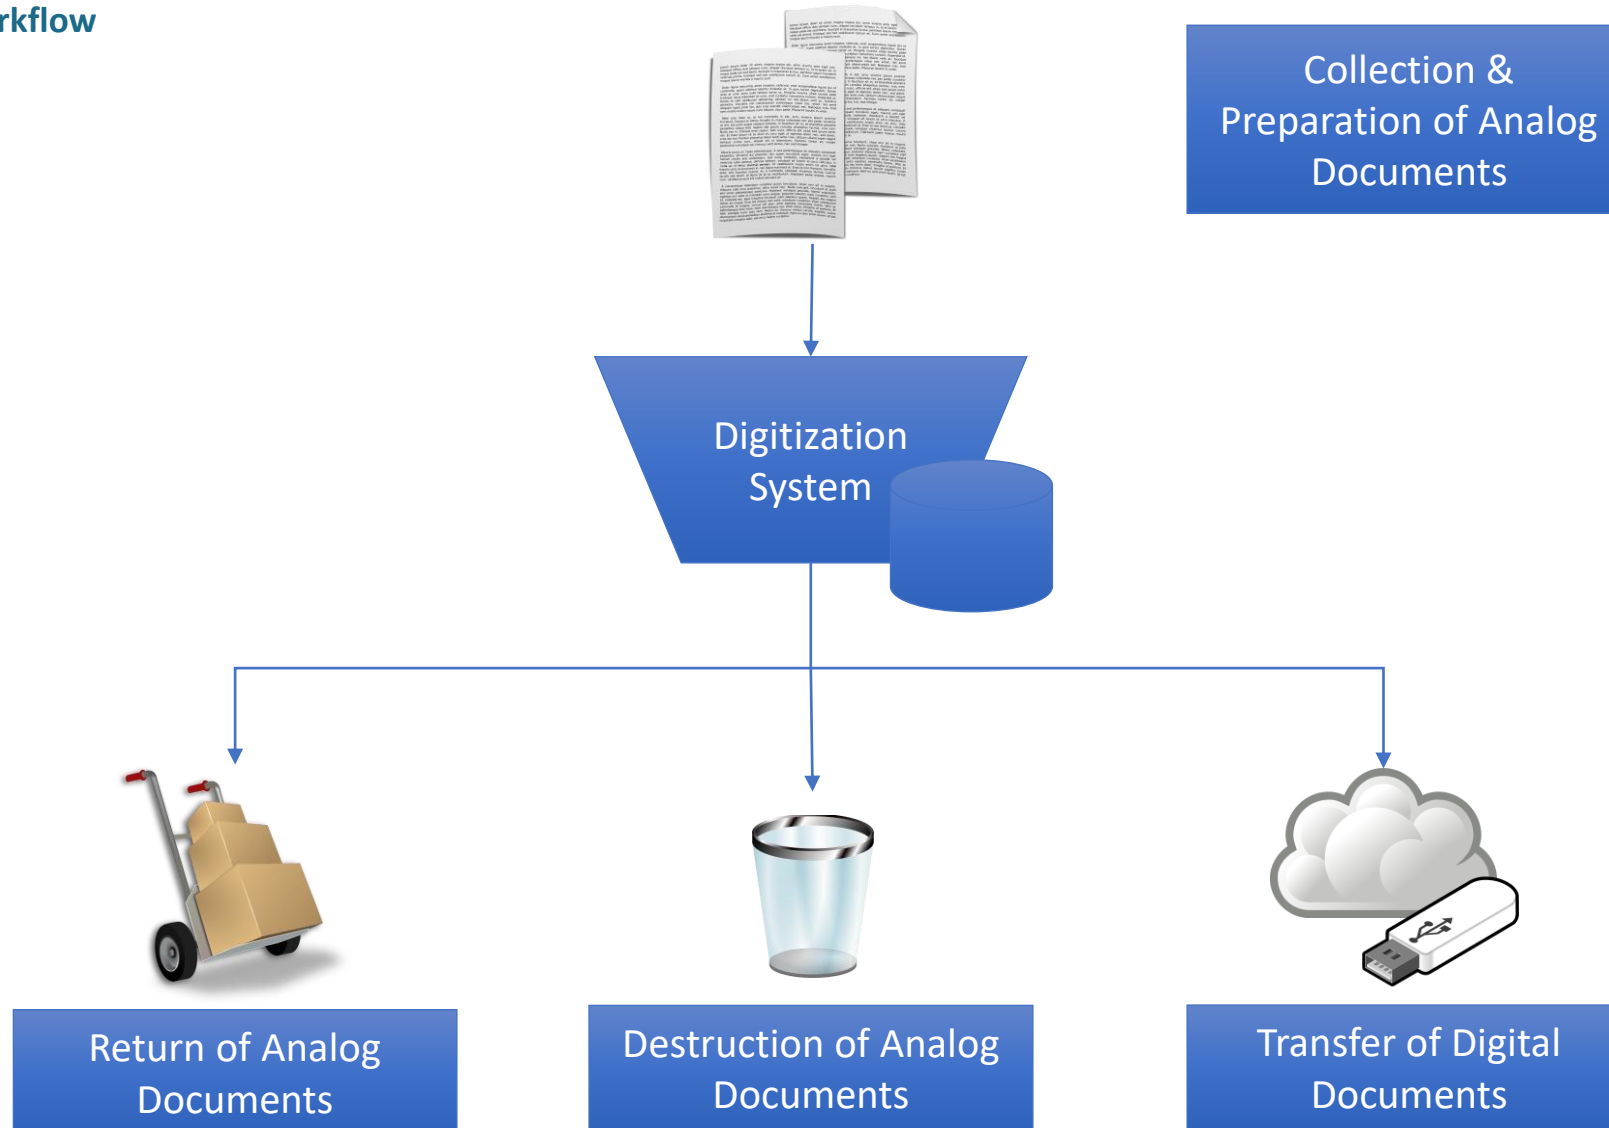 rkflow
Collection &
Preparation of Analog
Documents
Digitization
System
Return of Analog
Documents
Destruction of Analog
Documents
Transfer of Digital
Documents